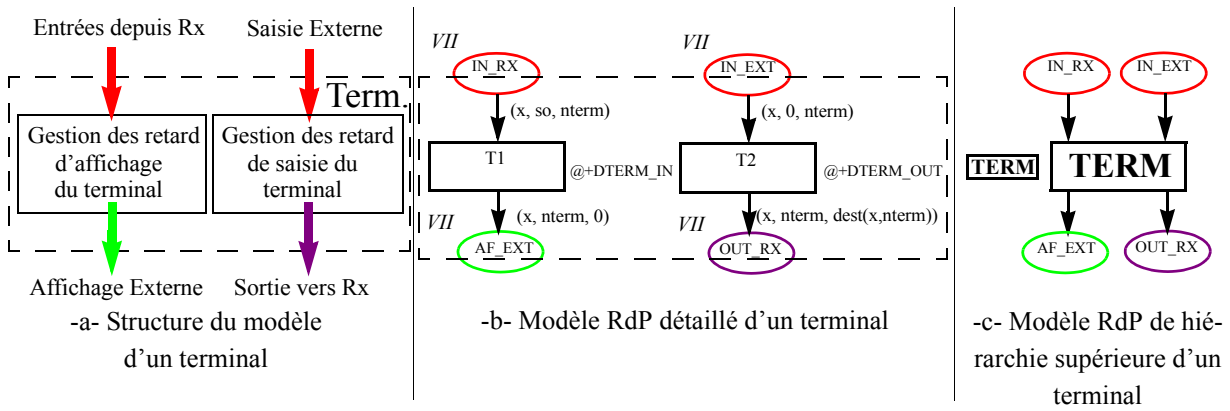 Entrées depuis Rx
Saisie Externe
Term.
Gestion des retard
d'affichage
du terminal
Gestion des retard
de saisie du
terminal
Affichage Externe
Sortie vers Rx
-a- Structure du modèle
d'un terminal
VII
IN_RX
(x, so, nterm)
T1
@+DTERM_IN
(x, nterm, 0)
VII
AF_EXT
VII
IN_EXT
(x, 0, nterm)
T2
@+DTERM_OUT
(x, nterm, dest(x,nterm))
VII
OUT_RX
-b- Modèle RdP détaillé d'un terminal
IN_RX
IN_EXT
TERM
TERM
AF_EXT
OUT_RX
-c- Modèle RdP de hié-
rarchie supérieure d'un
terminal